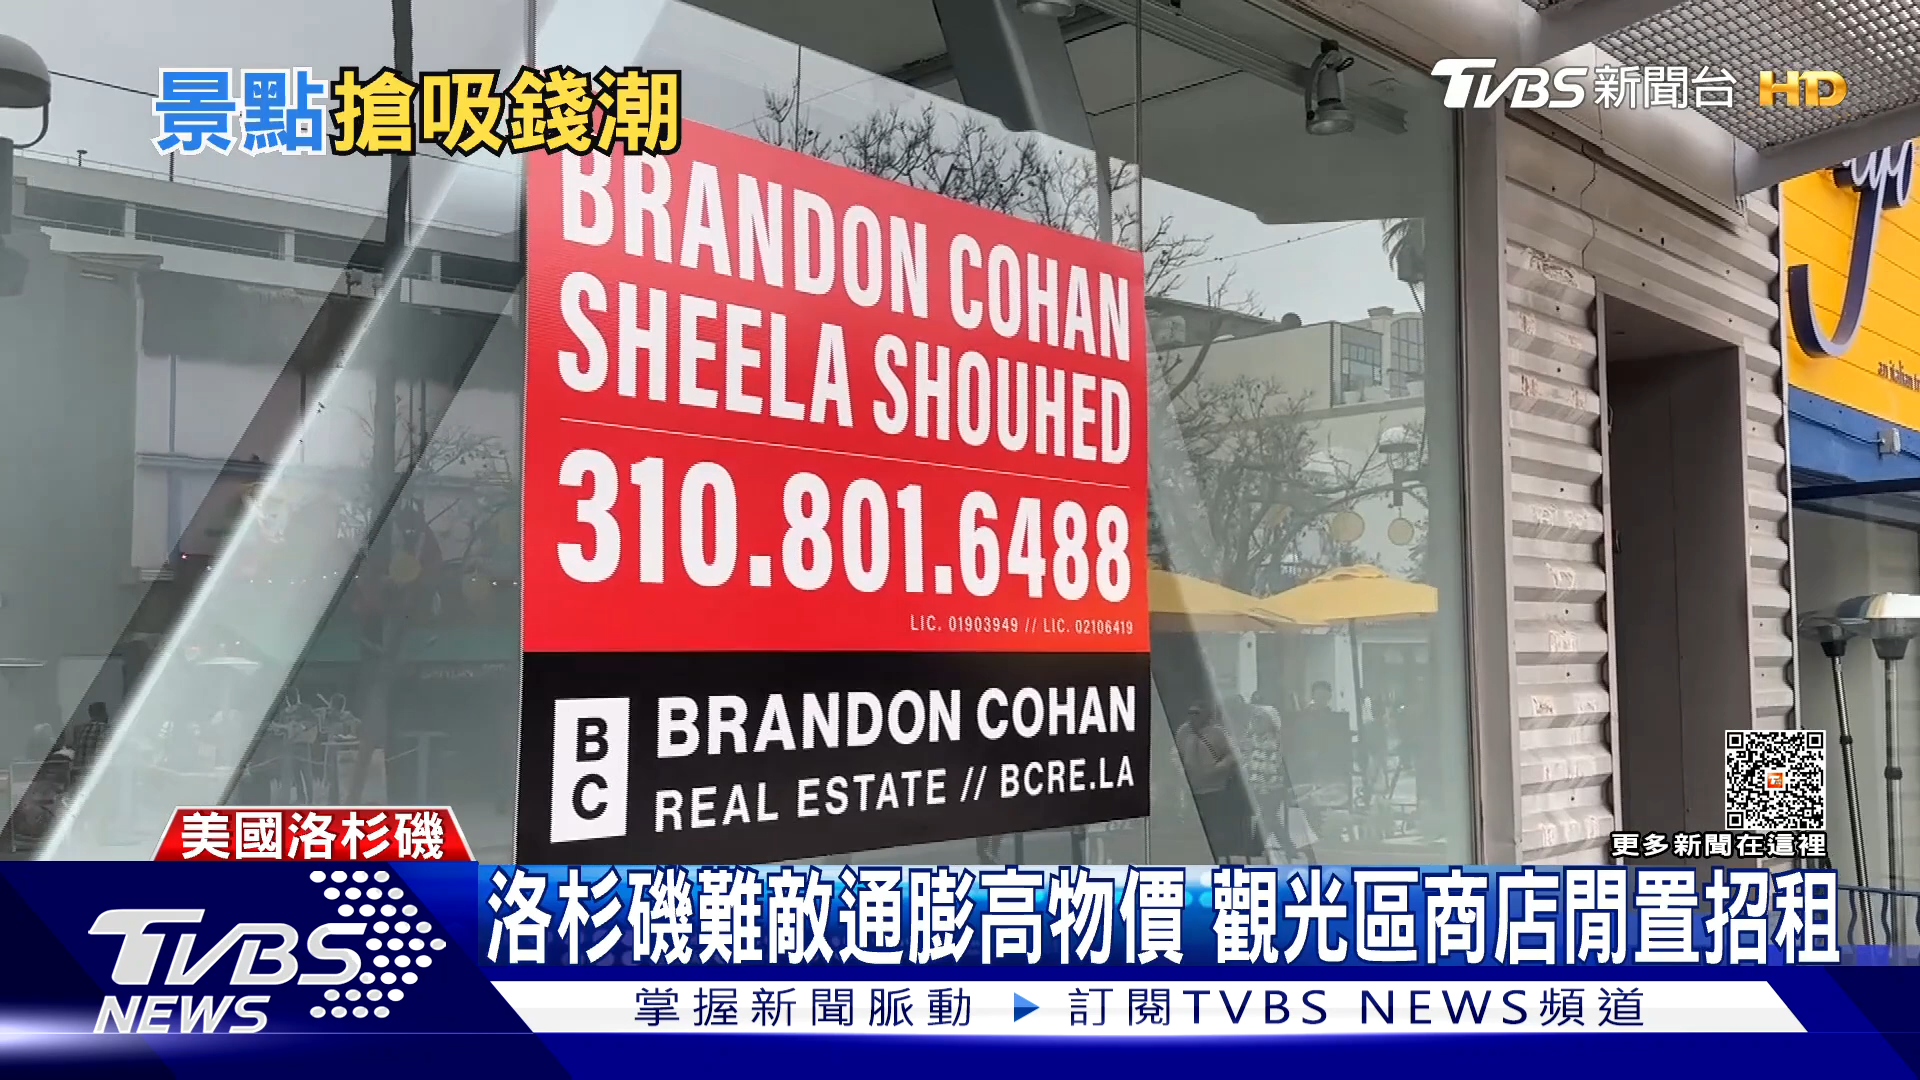 景點搶吸錢潮
TVBS新聞台 HD
BRANDON COHAN
SHEELA SHOUHED
310.801.6488
LIC. 01903949 // LIC. 02106419
BC
BRANDON COHAN
REAL ESTATE // BCRE.LA
an italian
更多新聞在這裡
美國洛杉磯
洛杉磯難敵通膨高物價 觀光區商店閒置招租
TVBS NEWS
掌握新聞脈動 ▶ 訂閱TVBS NEWS頻道